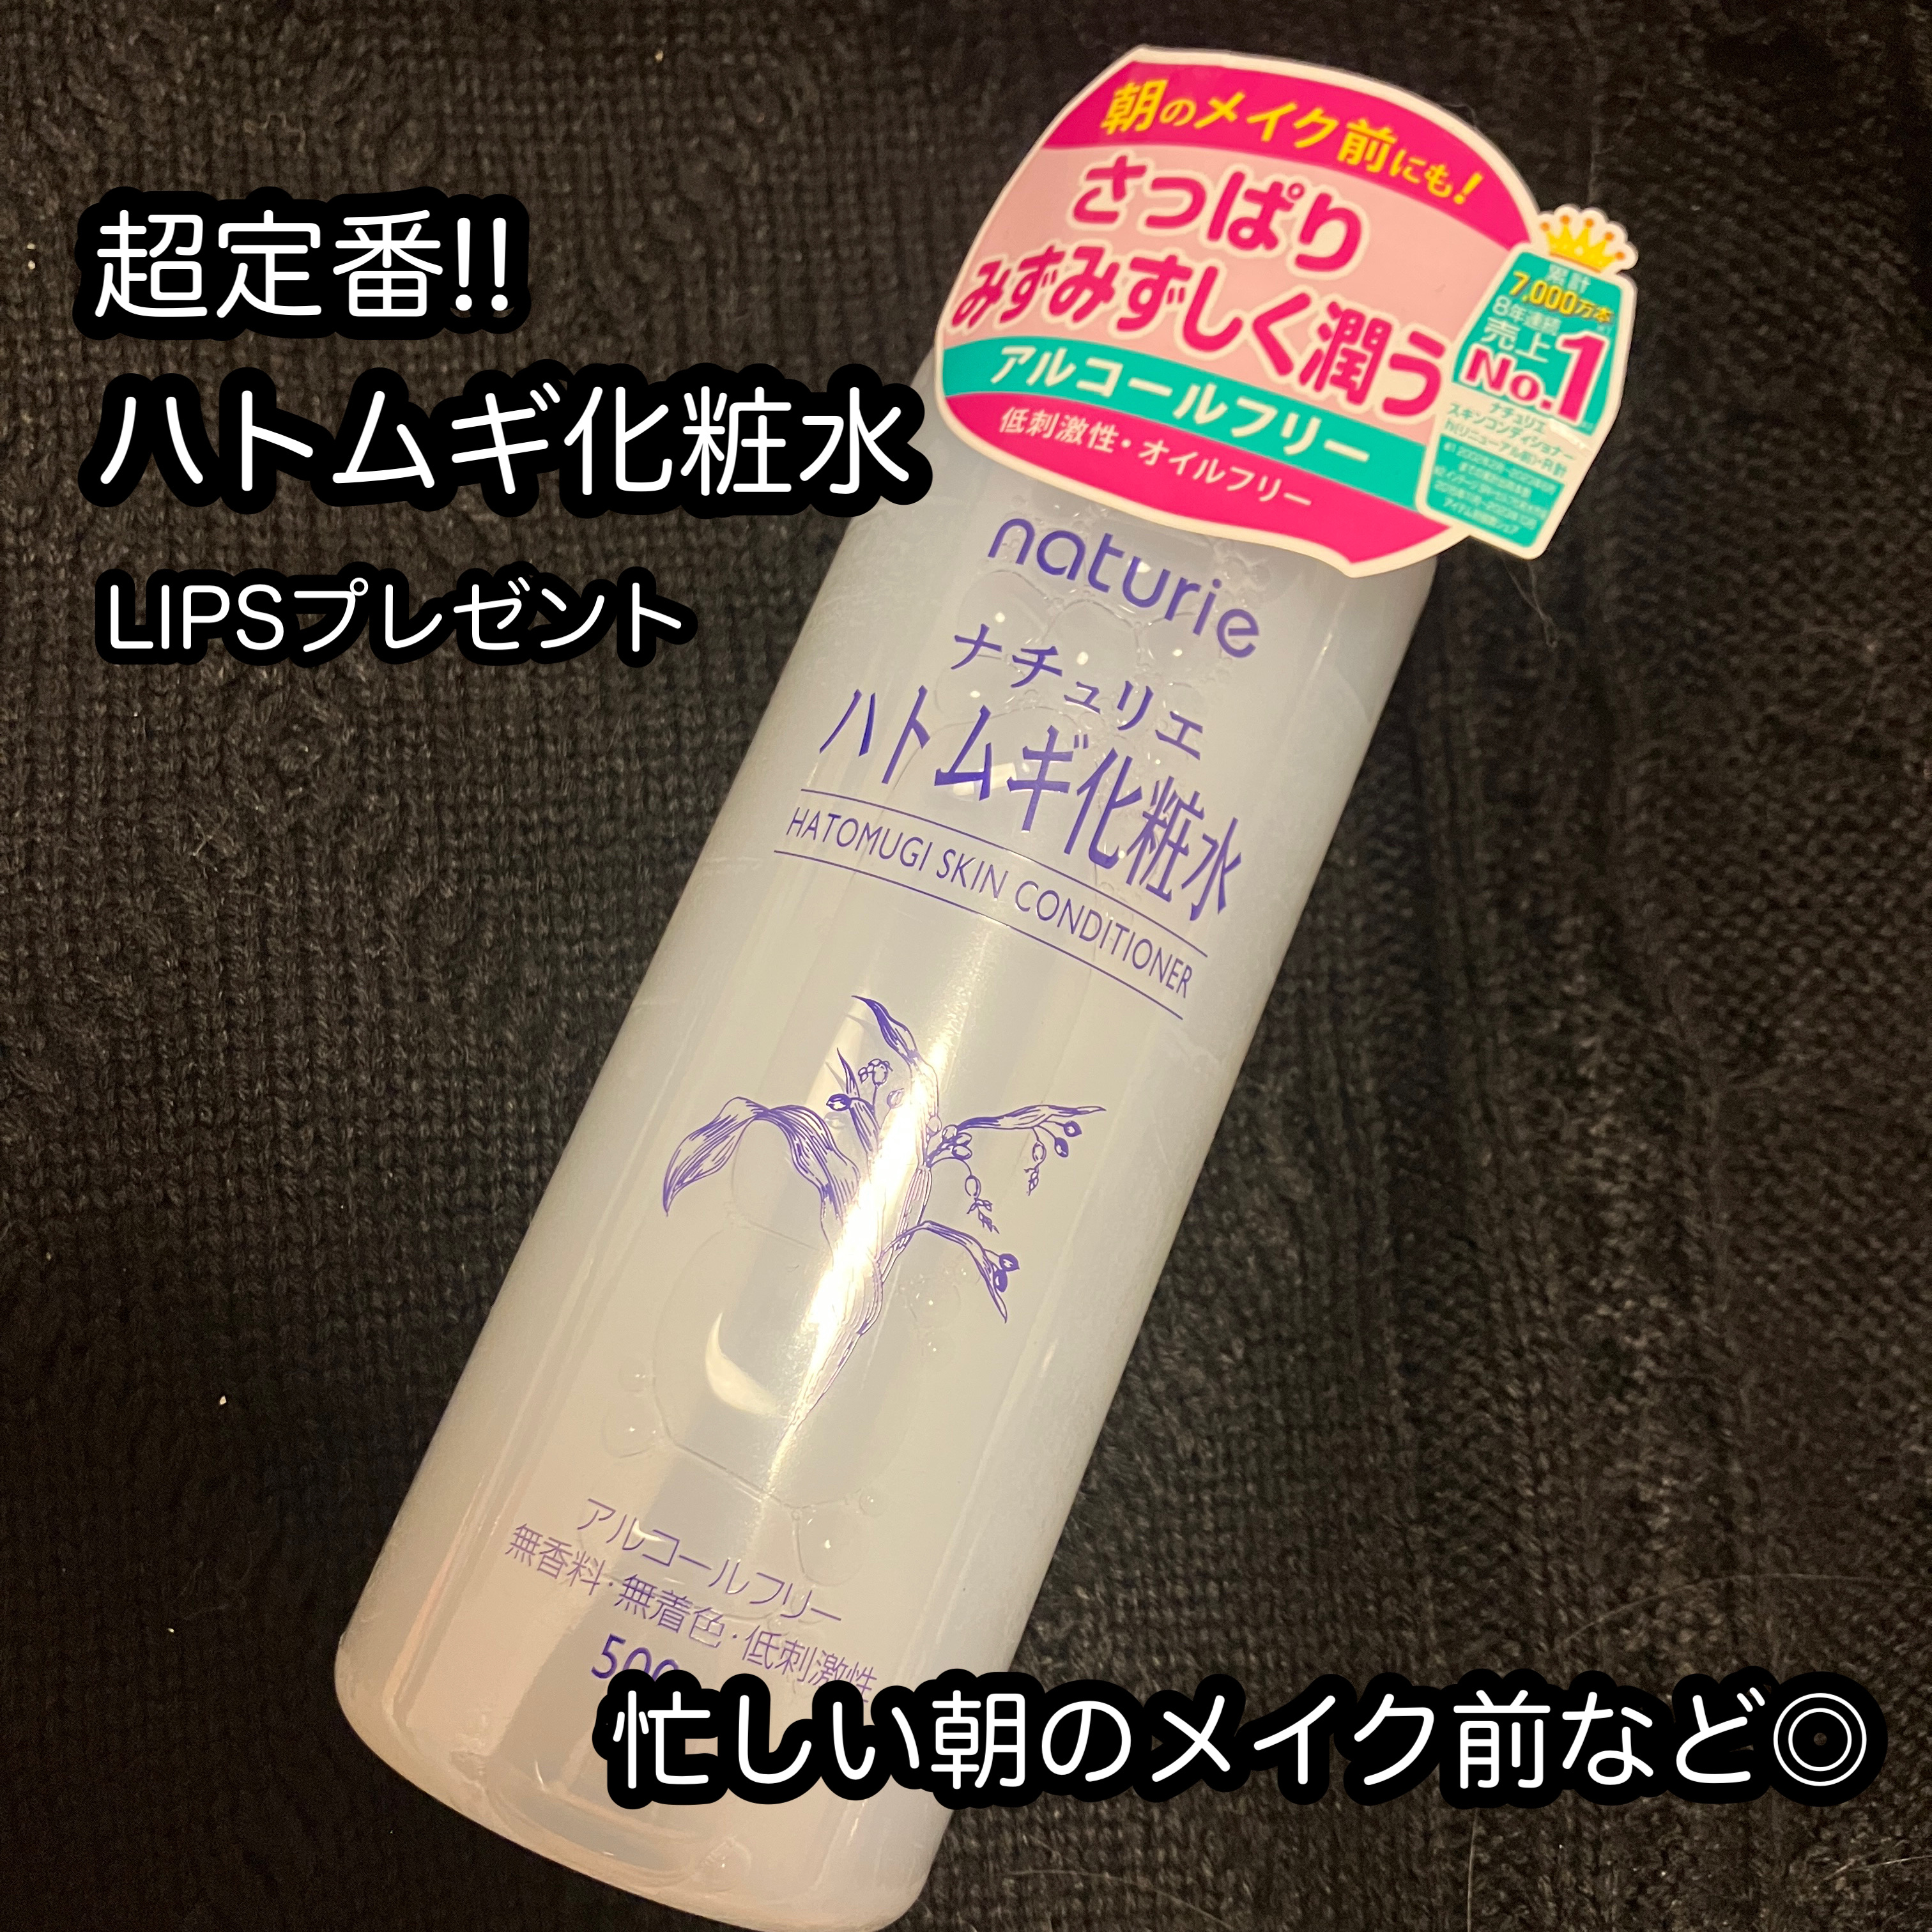 超定番!!
ハトムギ化粧水
LIPSプレゼント
朝のメイク前にも!
さっぱり
みずみずしく潤う
アルコールフリー
低刺激性・オイルフリー
累計
7,000万本
8年連続
売上
No.1
ナチュリエ
スキンコンディショナー
naturie
ナチュリエ
ハトムギ化粧水
HATOMUGI SKIN CONDITIONER
アルコールフリー
無香料・無着色・低刺激性
忙しい朝のメイク前など◎